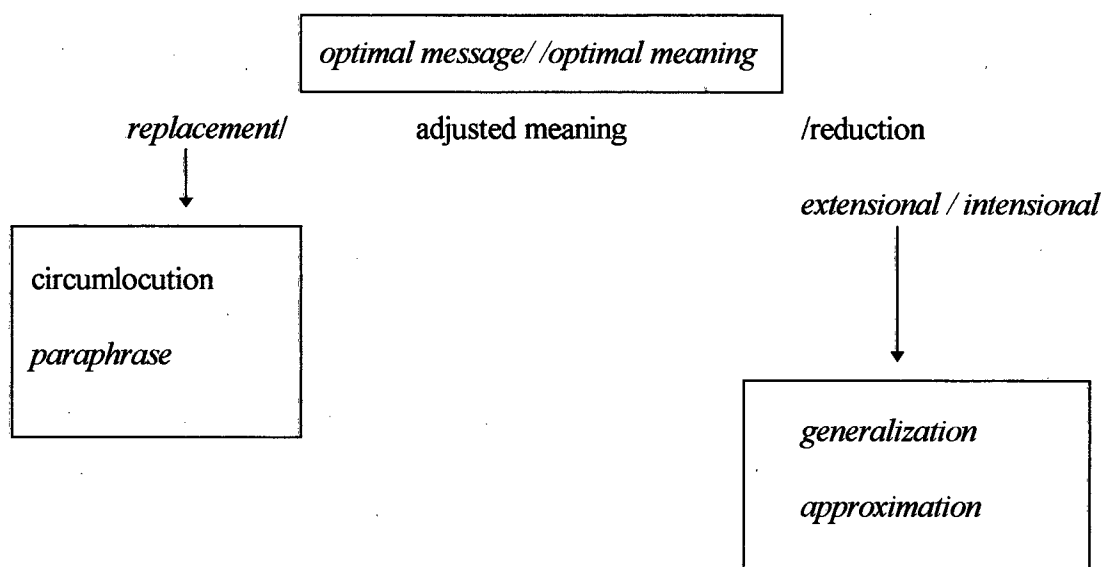 optimal message/ /optimal meaning
replacement/ adjusted meaning /reduction
extensional / intensional
circumlocution
paraphrase
generalization
approximation